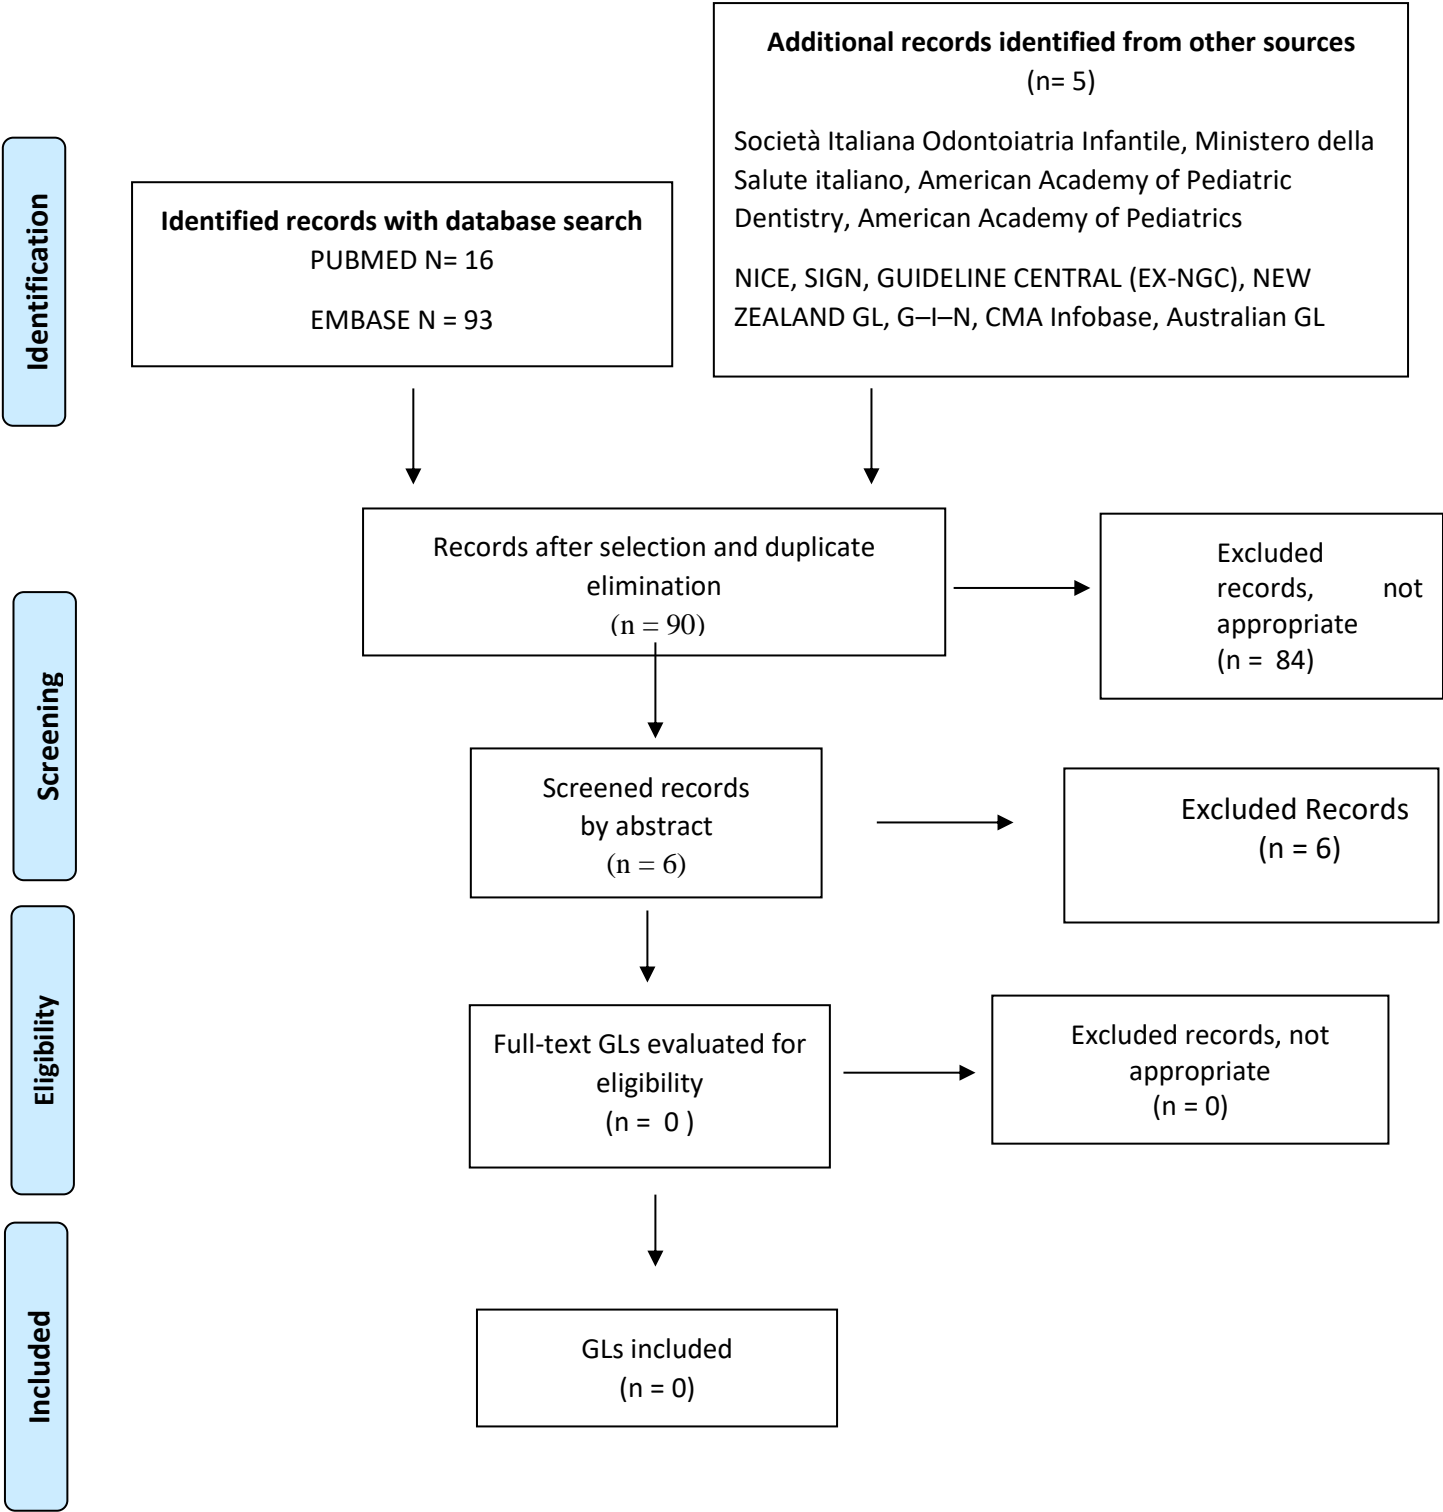 Additional records identified from other sources
(n= 5)
Società Italiana Odontoiatria Infantile, Ministero della
Salute italiano, American Academy of Pediatric
Dentistry, American Academy of Pediatrics
NICE, SIGN, GUIDELINE CENTRAL (EX-NGC), NEW
ZEALAND GL, G–I–N, CMA Infobase, Australian GL
Identification
Identified records with database search
PUBMED N= 16
EMBASE N = 93
Records after selection and duplicate
elimination
(n = 90)
Excluded
records, not
appropriate
(n = 84)
Screening
Screened records
by abstract
(n = 6)
Excluded Records
(n = 6)
Eligibility
Full-text GLs evaluated for
eligibility
(n = 0 )
Excluded records, not
appropriate
(n = 0)
Included
GLs included
(n = 0)